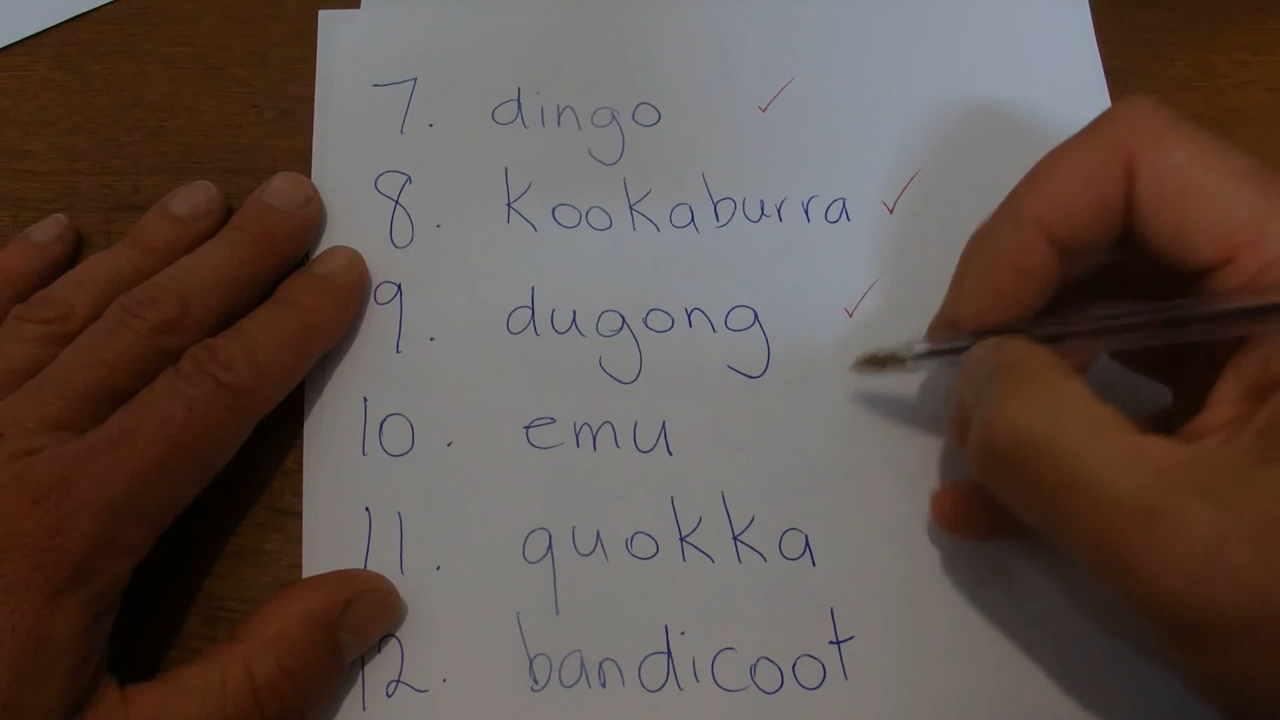 7. dingo ✓
8. kookaburra ✓
9. dugong ✓
10. emu
11. quokka
12. bandicoot